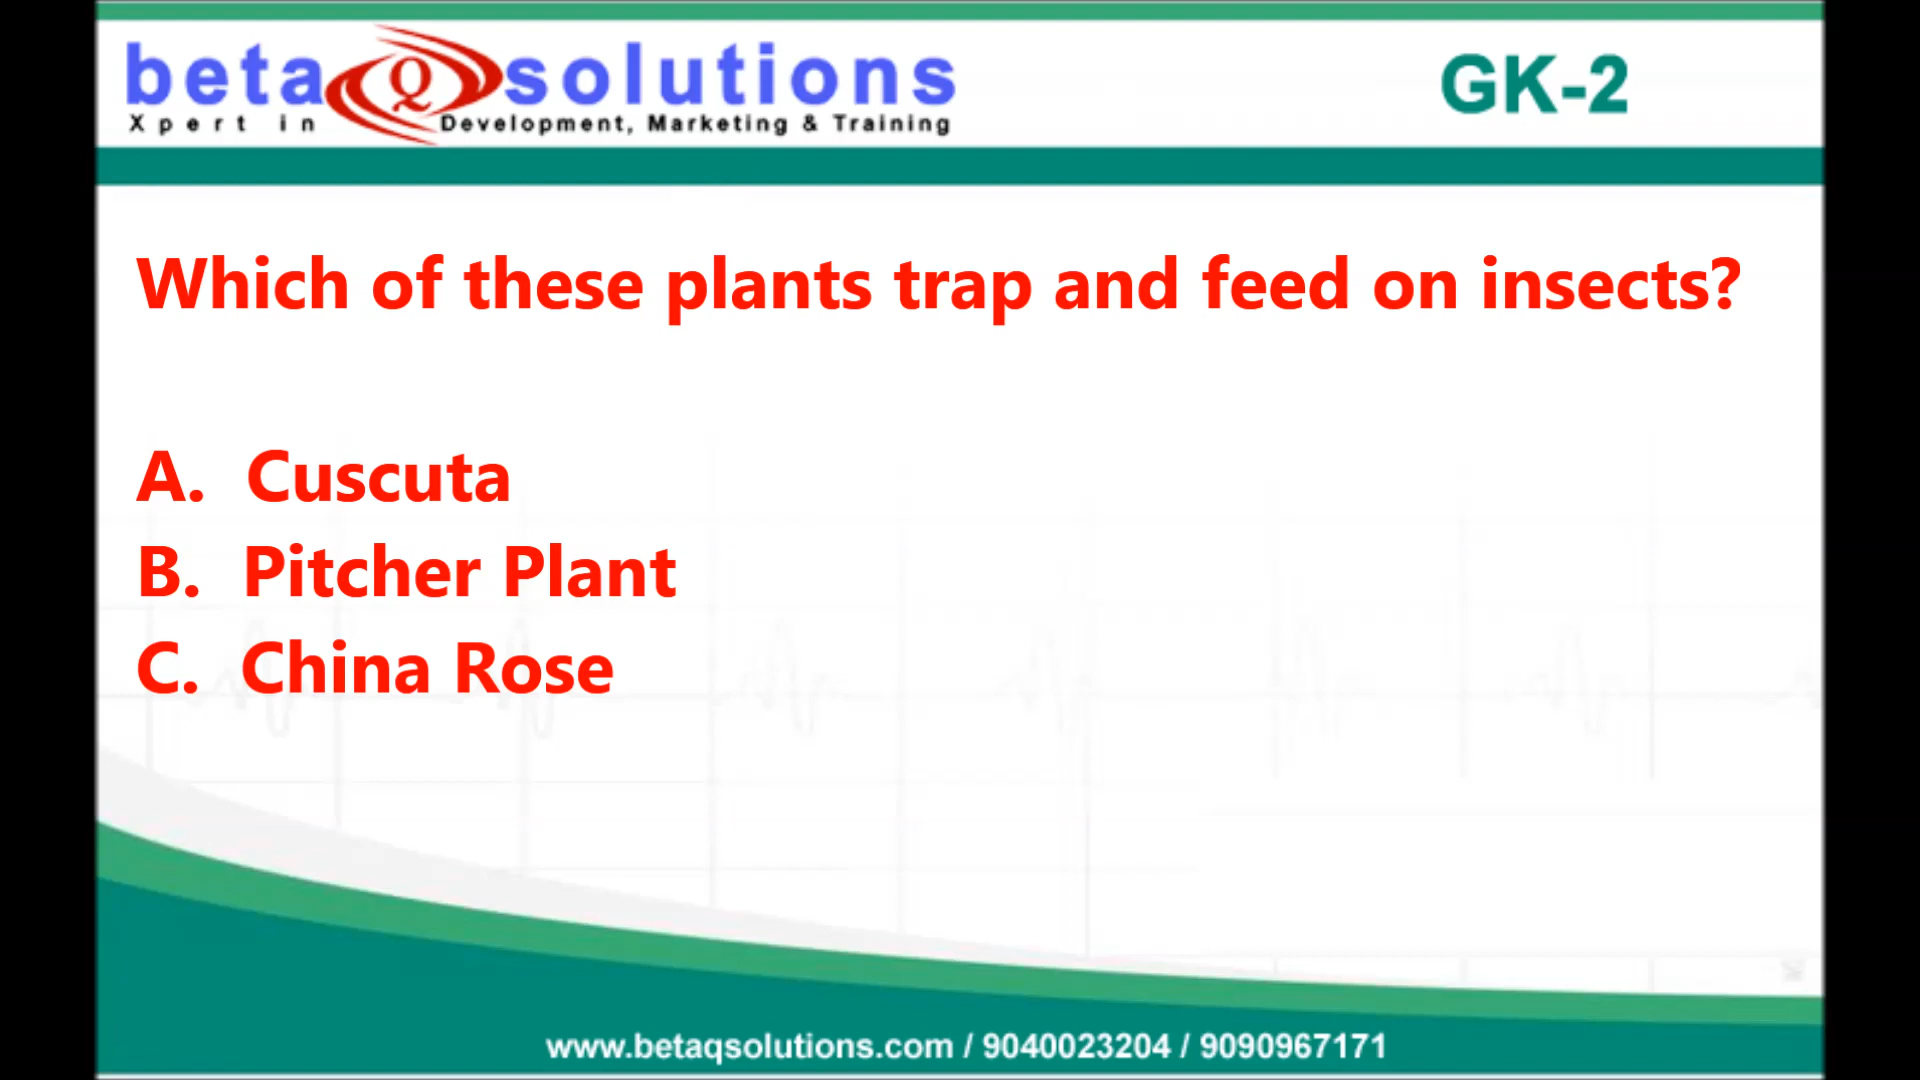 beta Q solutions
Xpert in Development, Marketing & Training
GK-2
Which of these plants trap and feed on insects?
A. Cuscuta
B. Pitcher Plant
C. China Rose
www.betaqsolutions.com / 9040023204 / 9090967171